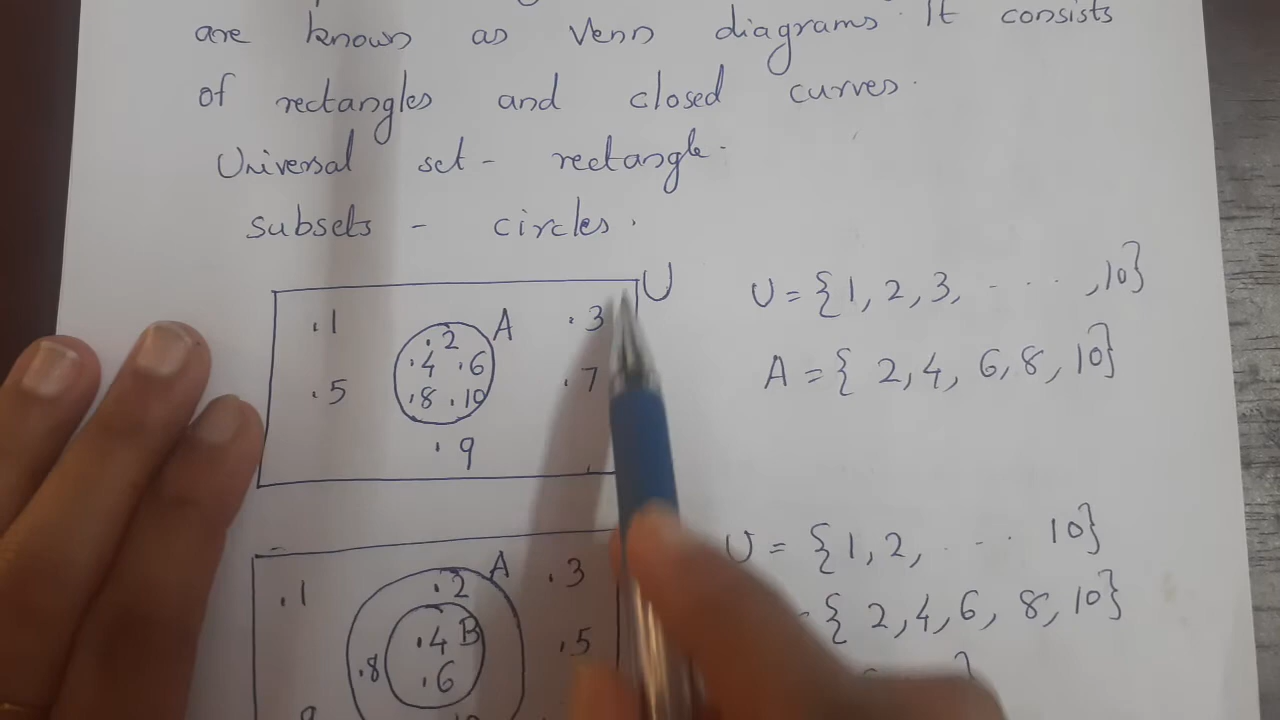 are known as Venn diagrams. It consists
of rectangles and closed curves.
Universal set - rectangle.
subsets - circles.
U
U = {1, 2, 3, - - - - , 10}
A
.1 .2 .3
.4 .6
A = { 2, 4, 6, 8, 10}
.5 .8 .10 .7
.9
U = {1, 2, - - - 10}
A
.1 .2 .3
= { 2, 4, 6, 8, 10}
.4 B .5
.8 .6